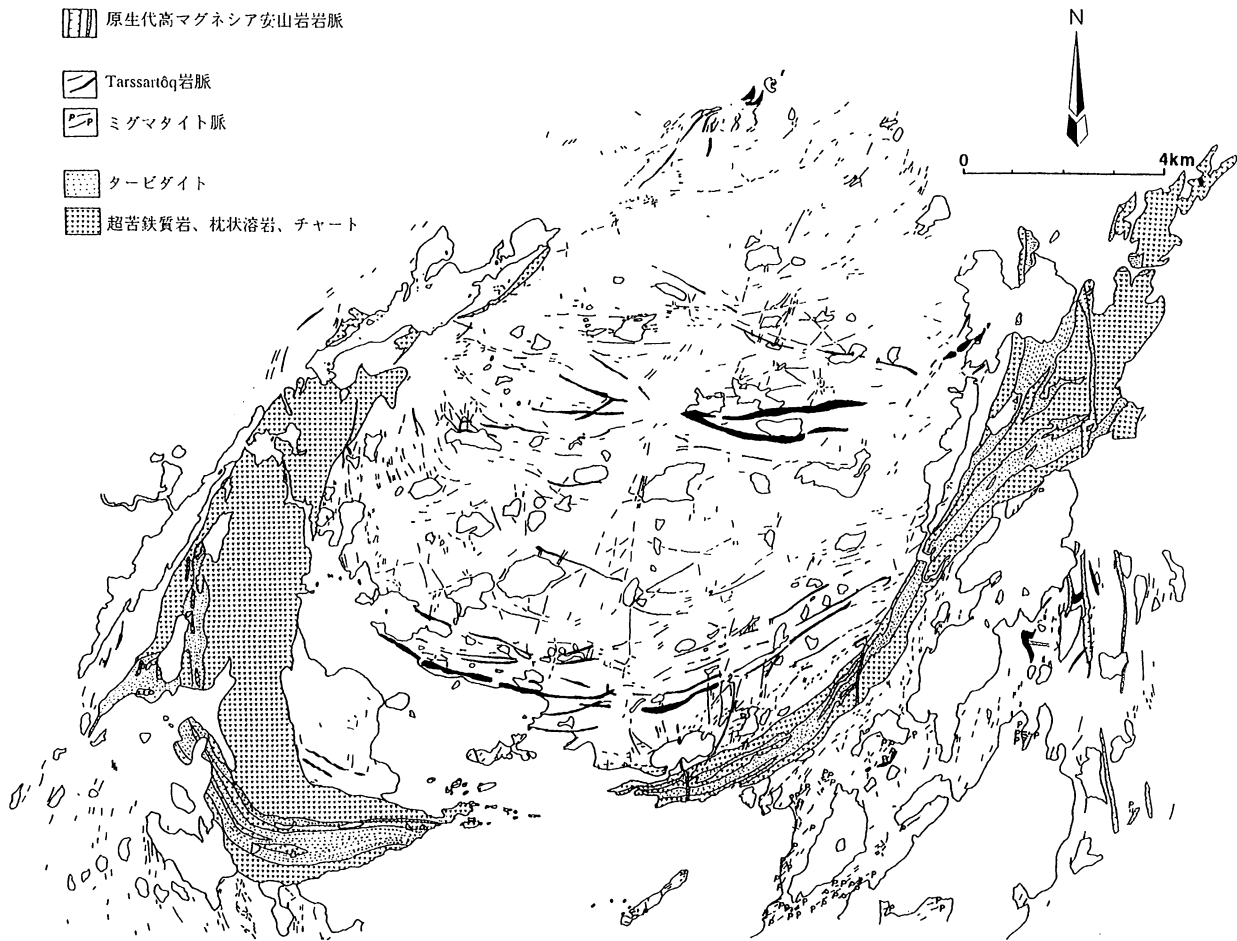 原生代高マグネシア安山岩岩脈
Tarssartôq岩脈
ミグマタイト脈
タービダイト
超苦鉄質岩、枕状溶岩、チャート
N
0 4km